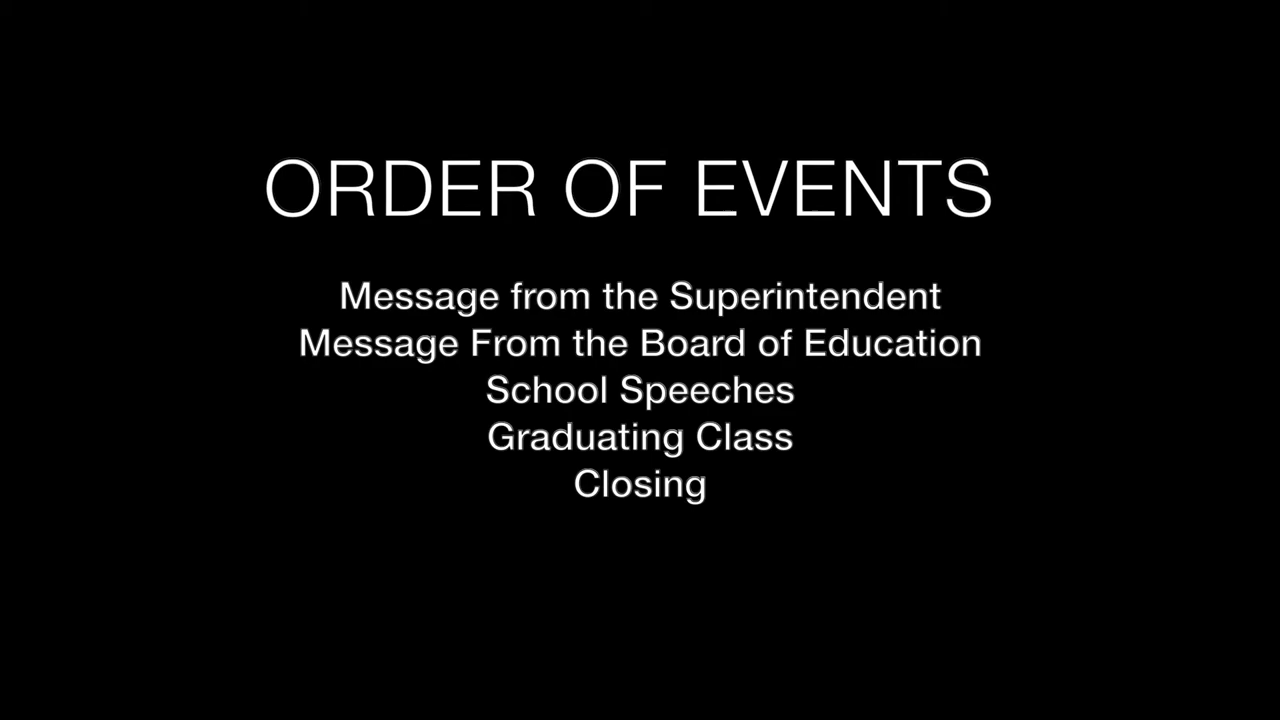 ORDER OF EVENTS
Message from the Superintendent
Message From the Board of Education
School Speeches
Graduating Class
Closing